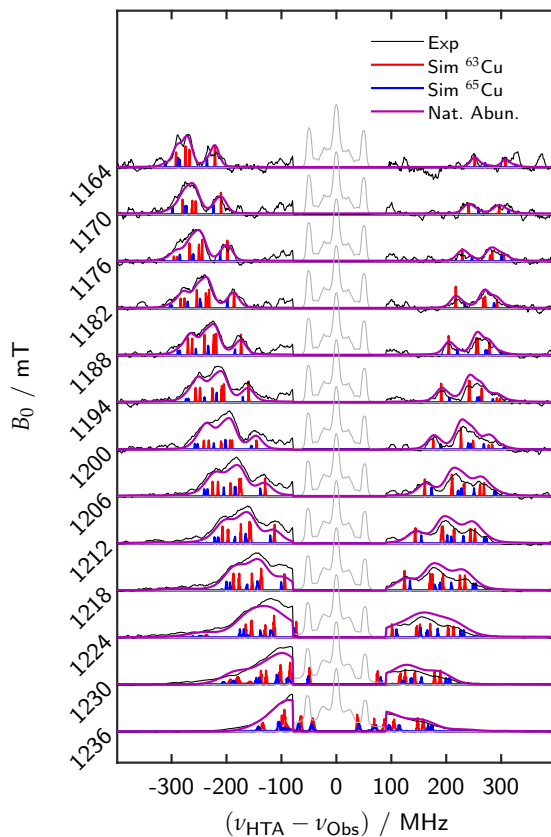 Exp
Sim ⁶³Cu
Sim ⁶⁵Cu
Nat. Abun.
1164
1170
1176
1182
1188
1194
1200
1206
1212
1218
1224
1230
1236
B₀ / mT
-300 -200 -100 0 100 200 300
(ν_HTA − ν_Obs) / MHz